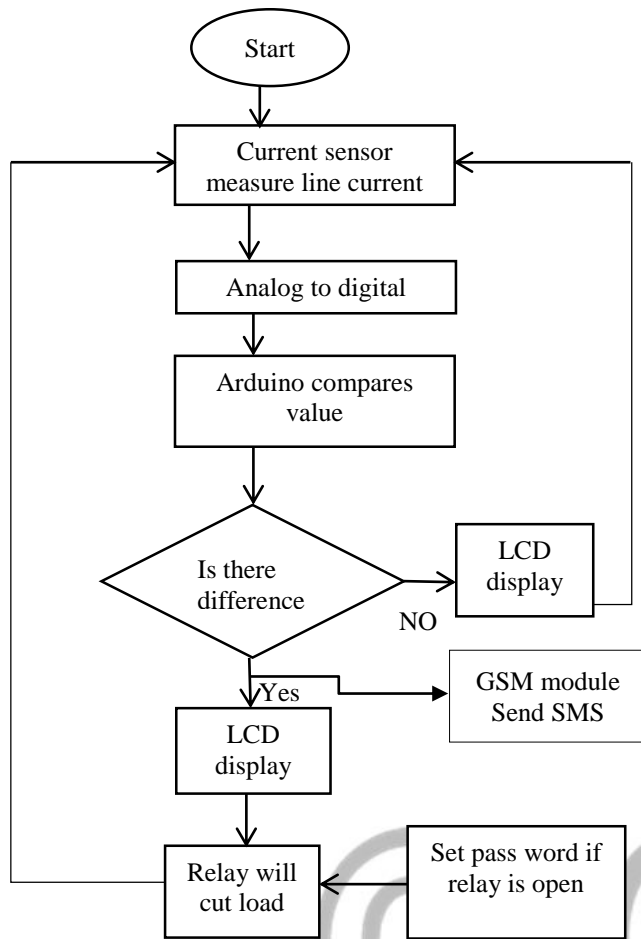 Start
Current sensor
measure line current
Analog to digital
Arduino compares
value
Is there
difference
NO
LCD
display
Yes
GSM module
Send SMS
LCD
display
Relay will
cut load
Set pass word if
relay is open